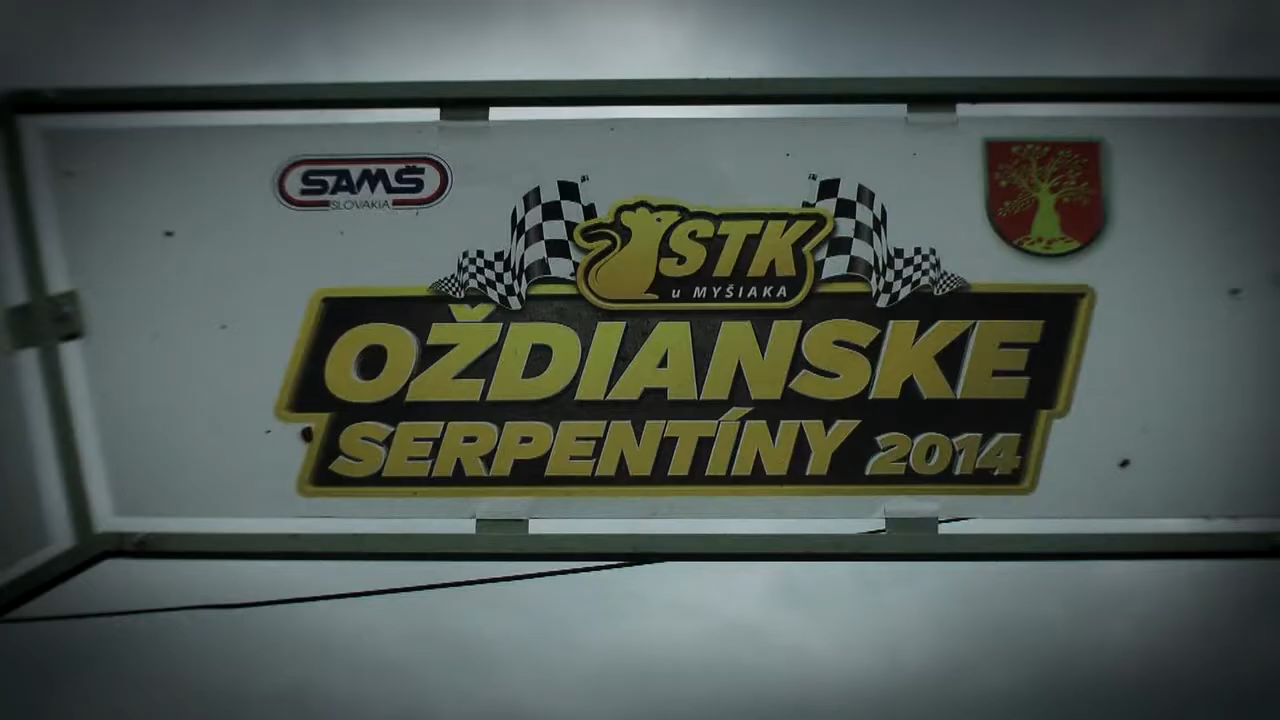 SAMŠ
SLOVAKIA
STK
u MYŠIAKA
OŽDIANSKE
SERPENTÍNY 2014